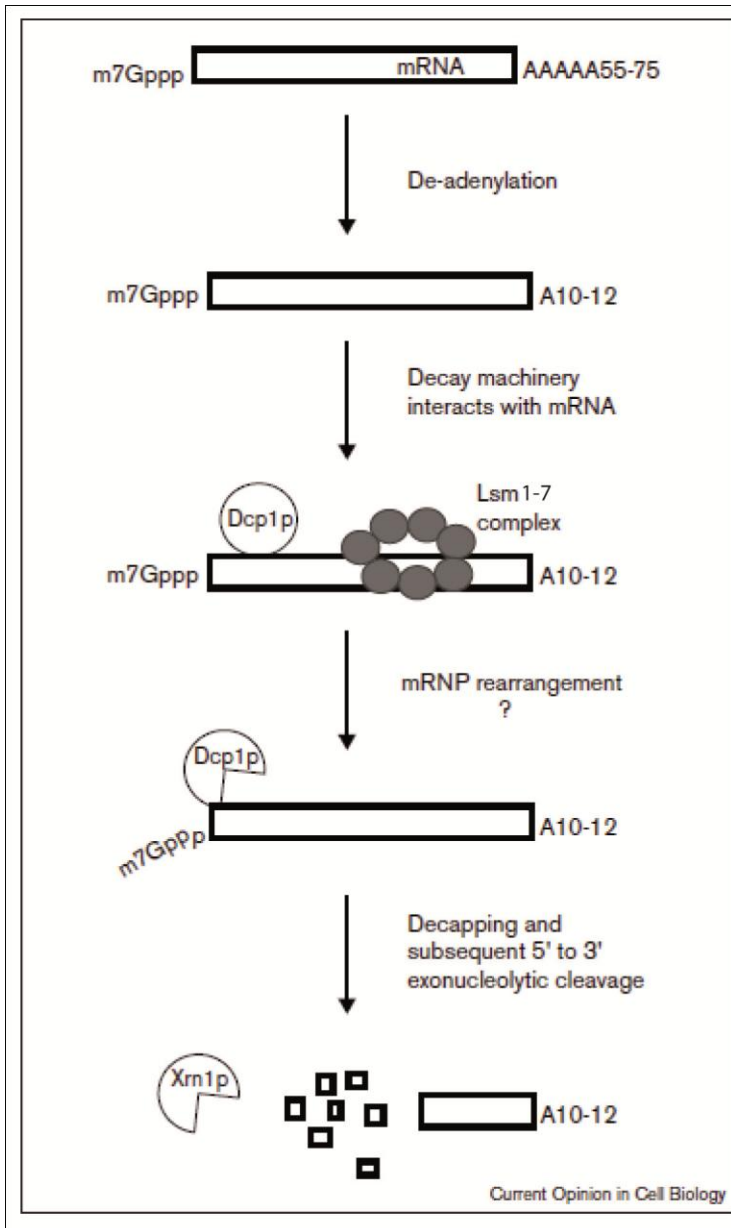 m7Gppp mRNA AAAAA55-75
De-adenylation
m7Gppp A10-12
Decay machinery
interacts with mRNA
Dcp1p
Lsm1-7
complex
m7Gppp A10-12
mRNP rearrangement
?
Dcp1p
m7Gppp A10-12
Decapping and
subsequent 5' to 3'
exonucleolytic cleavage
Xrn1p
A10-12
Current Opinion in Cell Biology